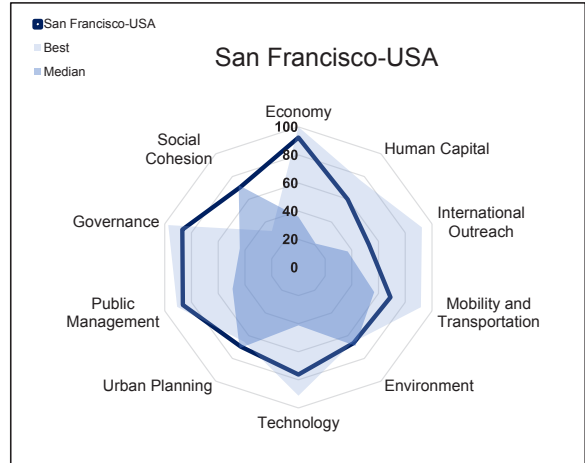 San Francisco-USA
Best
Median
San Francisco-USA
Economy
Social
Cohesion
Human Capital
Governance
International
Outreach
Public
Management
Mobility and
Transportation
Urban Planning
Environment
Technology
100
80
60
40
20
0